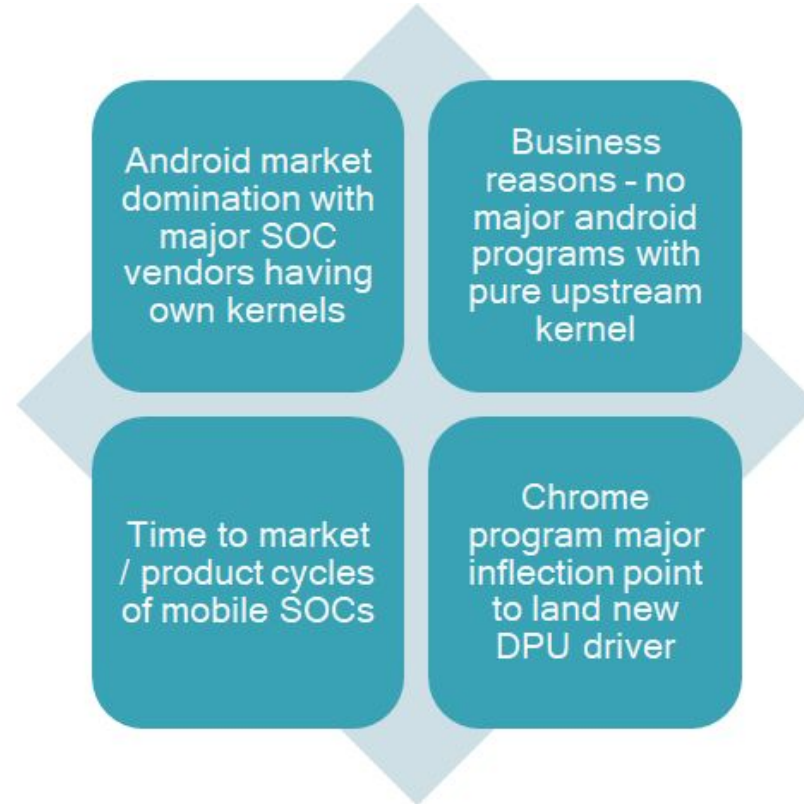 Android market
domination with
major SOC
vendors having
own kernels
Business
reasons - no
major android
programs with
pure upstream
kernel
Time to market
/ product cycles
of mobile SOCs
Chrome
program major
inflection point
to land new
DPU driver